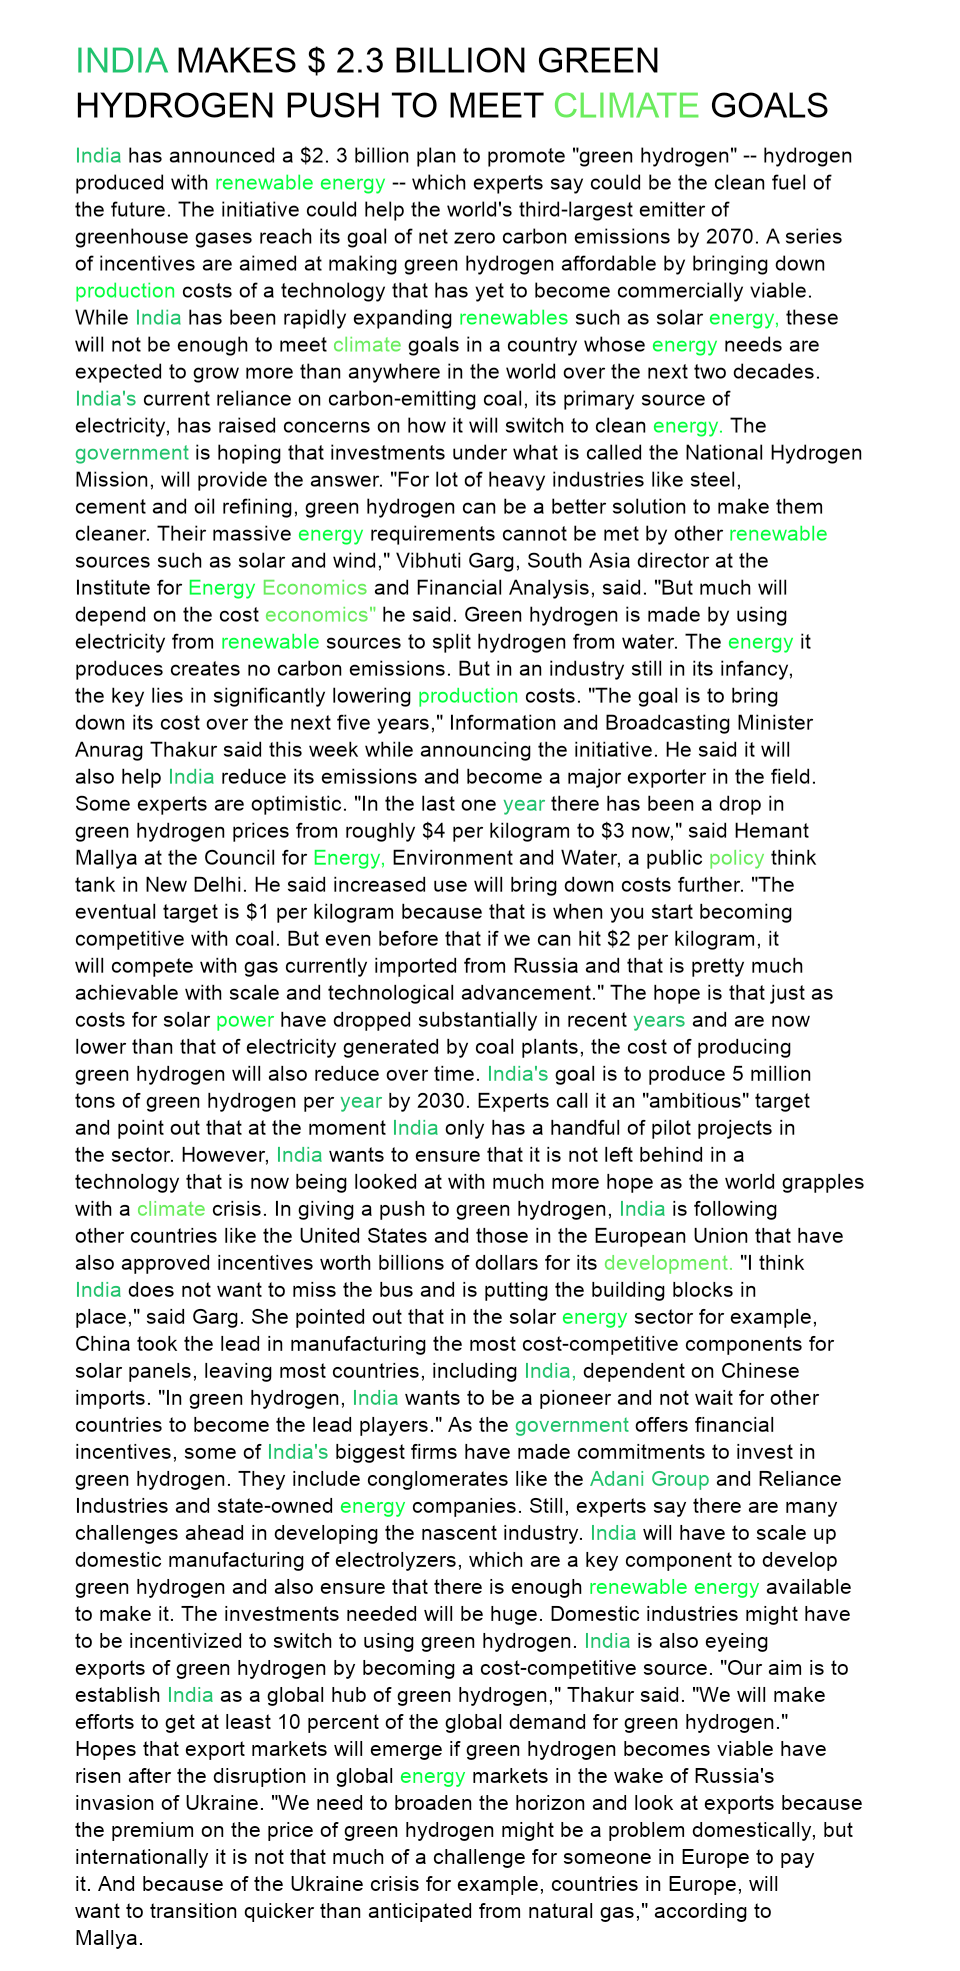 INDIA MAKES $ 2.3 BILLION GREEN
HYDROGEN PUSH TO MEET CLIMATE GOALS
India has announced a $2. 3 billion plan to promote "green hydrogen" -- hydrogen
produced with renewable energy -- which experts say could be the clean fuel of
the future. The initiative could help the world's third-largest emitter of
greenhouse gases reach its goal of net zero carbon emissions by 2070. A series
of incentives are aimed at making green hydrogen affordable by bringing down
production costs of a technology that has yet to become commercially viable.
While India has been rapidly expanding renewables such as solar energy, these
will not be enough to meet climate goals in a country whose energy needs are
expected to grow more than anywhere in the world over the next two decades.
India's current reliance on carbon-emitting coal, its primary source of
electricity, has raised concerns on how it will switch to clean energy. The
government is hoping that investments under what is called the National Hydrogen
Mission, will provide the answer. "For lot of heavy industries like steel,
cement and oil refining, green hydrogen can be a better solution to make them
cleaner. Their massive energy requirements cannot be met by other renewable
sources such as solar and wind," Vibhuti Garg, South Asia director at the
Institute for Energy Economics and Financial Analysis, said. "But much will
depend on the cost economics" he said. Green hydrogen is made by using
electricity from renewable sources to split hydrogen from water. The energy it
produces creates no carbon emissions. But in an industry still in its infancy,
the key lies in significantly lowering production costs. "The goal is to bring
down its cost over the next five years," Information and Broadcasting Minister
Anurag Thakur said this week while announcing the initiative. He said it will
also help India reduce its emissions and become a major exporter in the field.
Some experts are optimistic. "In the last one year there has been a drop in
green hydrogen prices from roughly $4 per kilogram to $3 now," said Hemant
Mallya at the Council for Energy, Environment and Water, a public policy think
tank in New Delhi. He said increased use will bring down costs further. "The
eventual target is $1 per kilogram because that is when you start becoming
competitive with coal. But even before that if we can hit $2 per kilogram, it
will compete with gas currently imported from Russia and that is pretty much
achievable with scale and technological advancement." The hope is that just as
costs for solar power have dropped substantially in recent years and are now
lower than that of electricity generated by coal plants, the cost of producing
green hydrogen will also reduce over time. India's goal is to produce 5 million
tons of green hydrogen per year by 2030. Experts call it an "ambitious" target
and point out that at the moment India only has a handful of pilot projects in
the sector. However, India wants to ensure that it is not left behind in a
technology that is now being looked at with much more hope as the world grapples
with a climate crisis. In giving a push to green hydrogen, India is following
other countries like the United States and those in the European Union that have
also approved incentives worth billions of dollars for its development. "I think
India does not want to miss the bus and is putting the building blocks in
place," said Garg. She pointed out that in the solar energy sector for example,
China took the lead in manufacturing the most cost-competitive components for
solar panels, leaving most countries, including India, dependent on Chinese
imports. "In green hydrogen, India wants to be a pioneer and not wait for other
countries to become the lead players." As the government offers financial
incentives, some of India's biggest firms have made commitments to invest in
green hydrogen. They include conglomerates like the Adani Group and Reliance
Industries and state-owned energy companies. Still, experts say there are many
challenges ahead in developing the nascent industry. India will have to scale up
domestic manufacturing of electrolyzers, which are a key component to develop
green hydrogen and also ensure that there is enough renewable energy available
to make it. The investments needed will be huge. Domestic industries might have
to be incentivized to switch to using green hydrogen. India is also eyeing
exports of green hydrogen by becoming a cost-competitive source. "Our aim is to
establish India as a global hub of green hydrogen," Thakur said. "We will make
efforts to get at least 10 percent of the global demand for green hydrogen."
Hopes that export markets will emerge if green hydrogen becomes viable have
risen after the disruption in global energy markets in the wake of Russia's
invasion of Ukraine. "We need to broaden the horizon and look at exports because
the premium on the price of green hydrogen might be a problem domestically, but
internationally it is not that much of a challenge for someone in Europe to pay
it. And because of the Ukraine crisis for example, countries in Europe, will
want to transition quicker than anticipated from natural gas," according to
Mallya.